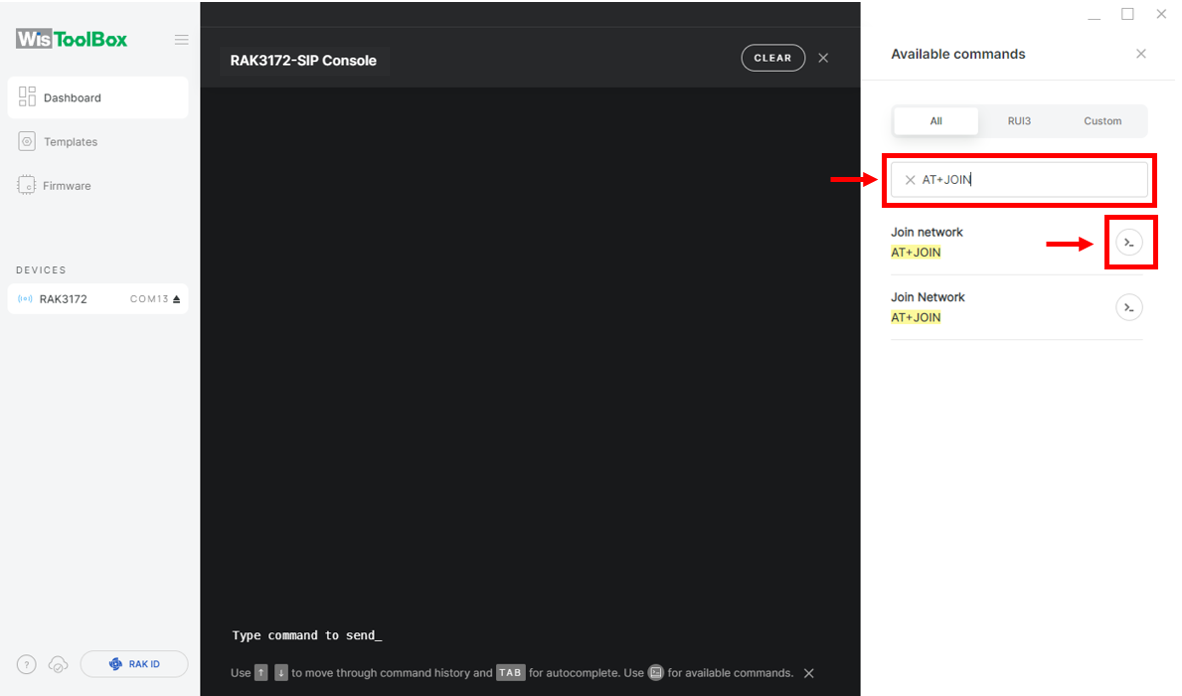 WisToolBox
Dashboard
Templates
Firmware
DEVICES
RAK3172 COM13
? RAK ID
RAK3172-SIP Console
CLEAR
Type command to send_
Use ↑ ↓ to move through command history and TAB for autocomplete. Use for available commands.
Available commands
All RUI3 Custom
AT+JOIN
Join network
AT+JOIN
Join Network
AT+JOIN